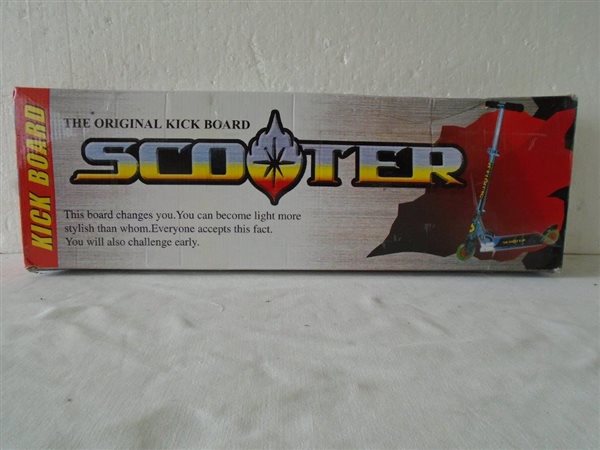 KICK BOARD
THE ORIGINAL KICK BOARD
SCOOTER
This board changes you.You can become light more
stylish than whom.Everyone accepts this fact.
You will also challenge early.